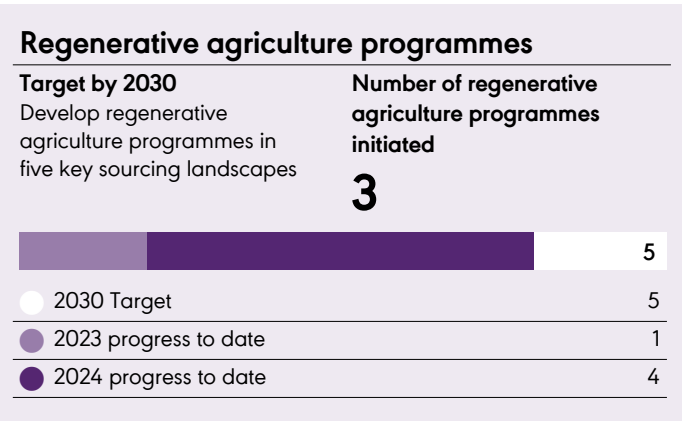 Regenerative agriculture programmes
Target by 2030
Develop regenerative
agriculture programmes in
five key sourcing landscapes
Number of regenerative
agriculture programmes
initiated
3
5
2030 Target 5
2023 progress to date 1
2024 progress to date 4